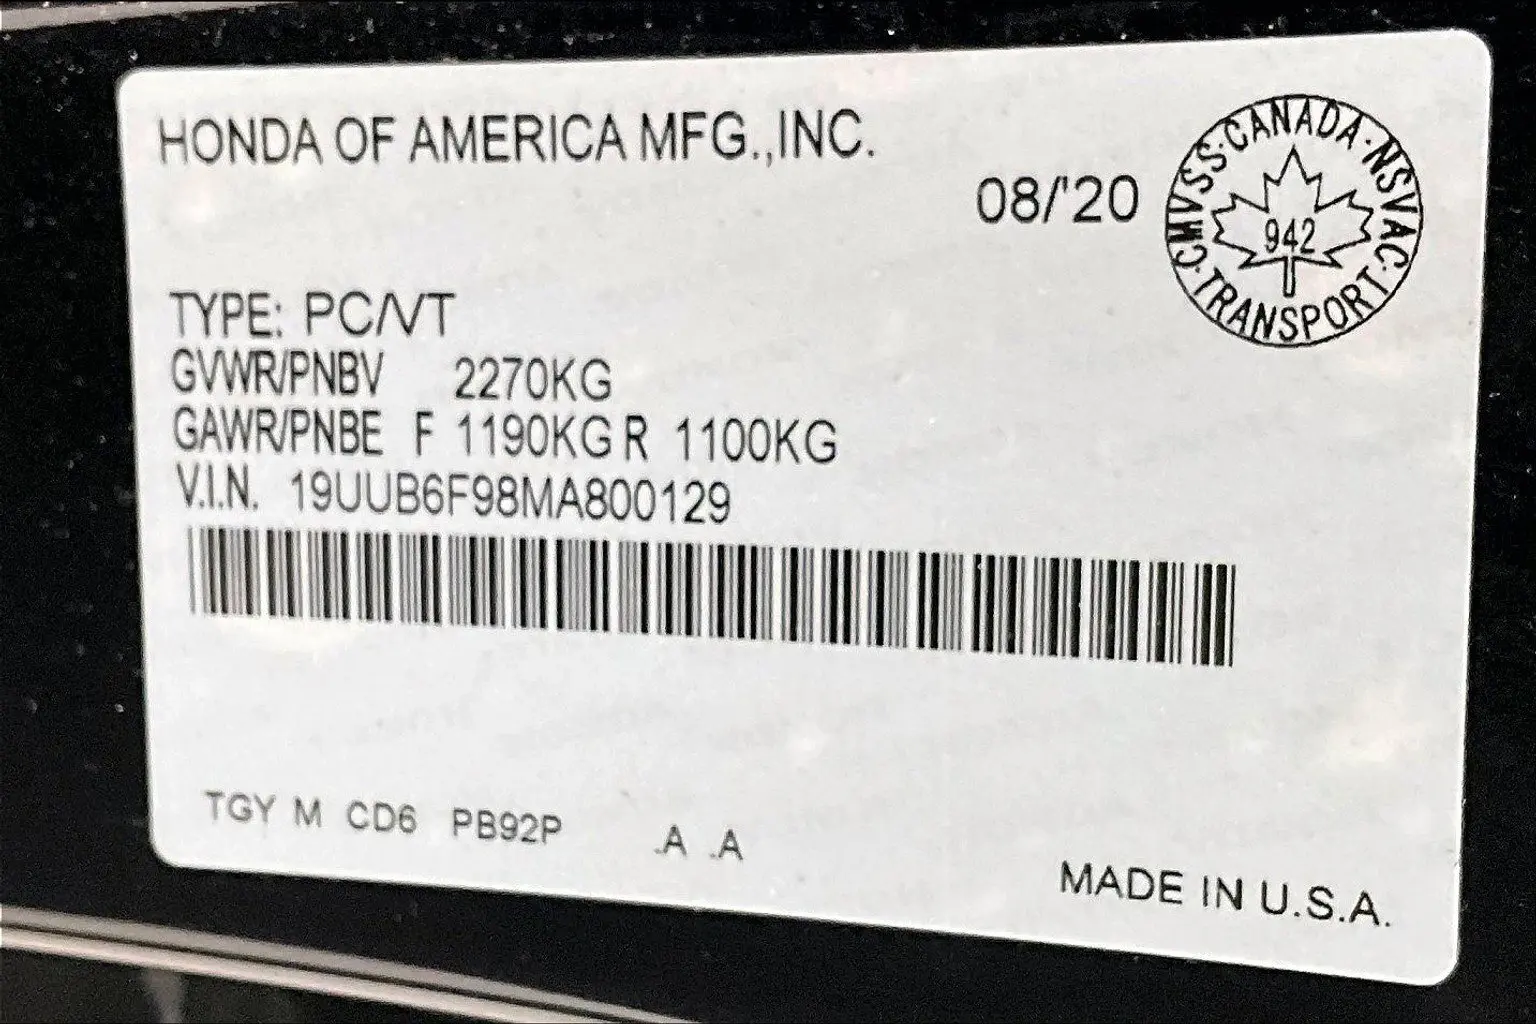 HONDA OF AMERICA MFG.,INC.
08/'20
CMVSS·CANADA·NSVAC·TRANSPORT·
942
TYPE: PC/VT
GVWR/PNBV 2270KG
GAWR/PNBE F 1190KG R 1100KG
V.I.N. 19UUB6F98MA800129
TGY M CD6 PB92P .A .A
MADE IN U.S.A.